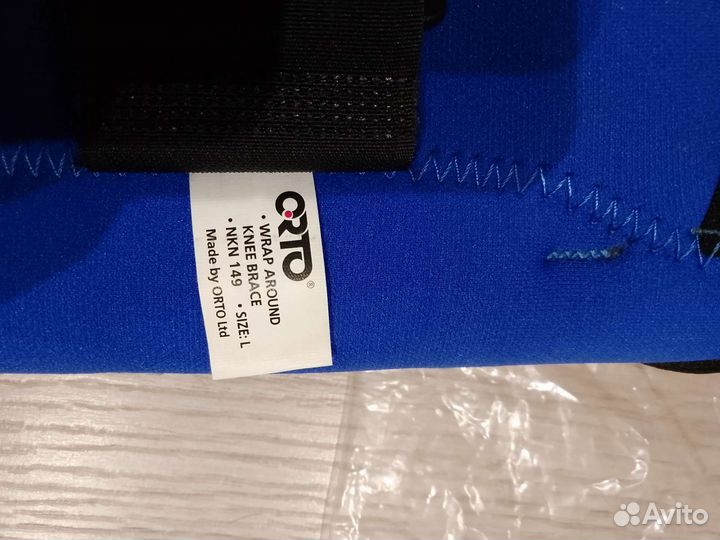 ORTO®
• WRAP AROUND
KNEE BRACE
• NKN 149 • SIZE: L
Made by ORTO Ltd
Avito